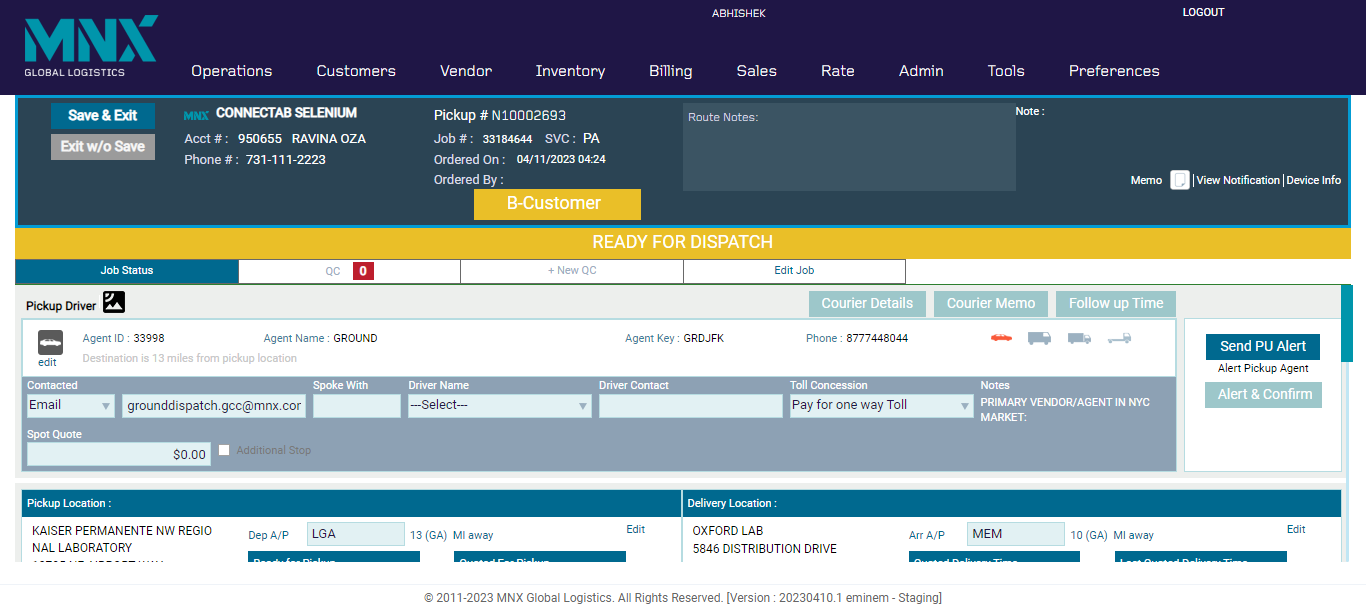 ABHISHEK
LOGOUT
MNX
GLOBAL LOGISTICS
Operations Customers Vendor Inventory Billing Sales Rate Admin Tools Preferences
Save & Exit
Exit w/o Save
MNX CONNECTAB SELENIUM
Acct # : 950655 RAVINA OZA
Phone # : 731-111-2223
Pickup # N10002693
Job # : 33184644 SVC : PA
Ordered On : 04/11/2023 04:24
Ordered By :
B-Customer
Route Notes:
Note :
Memo | View Notification | Device Info
READY FOR DISPATCH
Job Status QC 0 + New QC Edit Job
Pickup Driver
Courier Details Courier Memo Follow up Time
edit
Agent ID : 33998 Agent Name : GROUND Agent Key : GRDJFK Phone : 8777448044
Destination is 13 miles from pickup location
Contacted Spoke With Driver Name Driver Contact Toll Concession Notes
Email grounddispatch.gcc@mnx.cor ---Select--- Pay for one way Toll
PRIMARY VENDOR/AGENT IN NYC
MARKET:
Spot Quote
$0.00 Additional Stop
Send PU Alert
Alert Pickup Agent
Alert & Confirm
Pickup Location :
KAISER PERMANENTE NW REGIO
NAL LABORATORY
Dep A/P LGA 13 (GA) MI away Edit
Ready for Pickup Quoted For Pickup
Delivery Location :
OXFORD LAB
5846 DISTRIBUTION DRIVE
Arr A/P MEM 10 (GA) MI away Edit
Quoted Delivery Time Last Quoted Delivery Time
© 2011-2023 MNX Global Logistics. All Rights Reserved. [Version : 20230410.1 eminem - Staging]